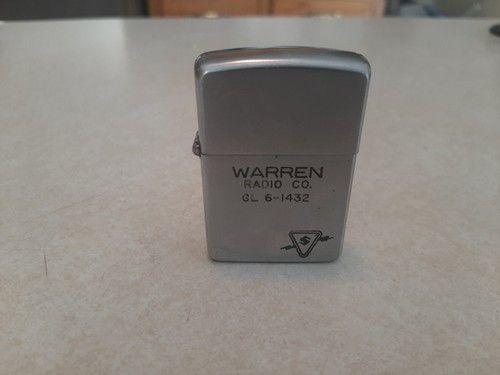 WARREN
RADIO CO.
GL 6-1432
S